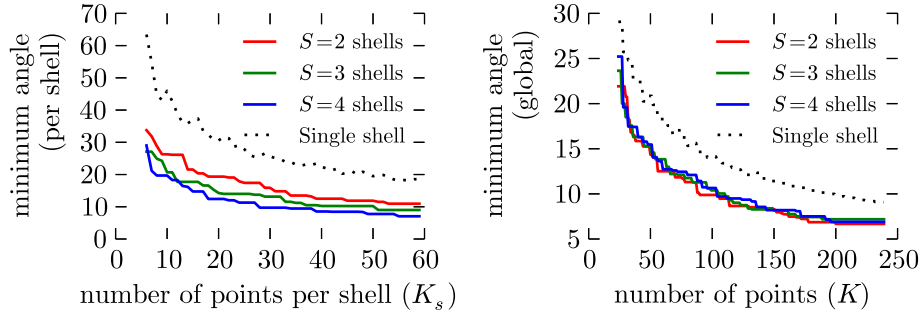 minimum angle
(per shell)
70
60
50
40
30
20
10
0
S=2 shells
S=3 shells
S=4 shells
Single shell
0 10 20 30 40 50 60
number of points per shell (K_s)
minimum angle
(global)
30
25
20
15
10
5
S=2 shells
S=3 shells
S=4 shells
Single shell
0 50 100 150 200 250
number of points (K)